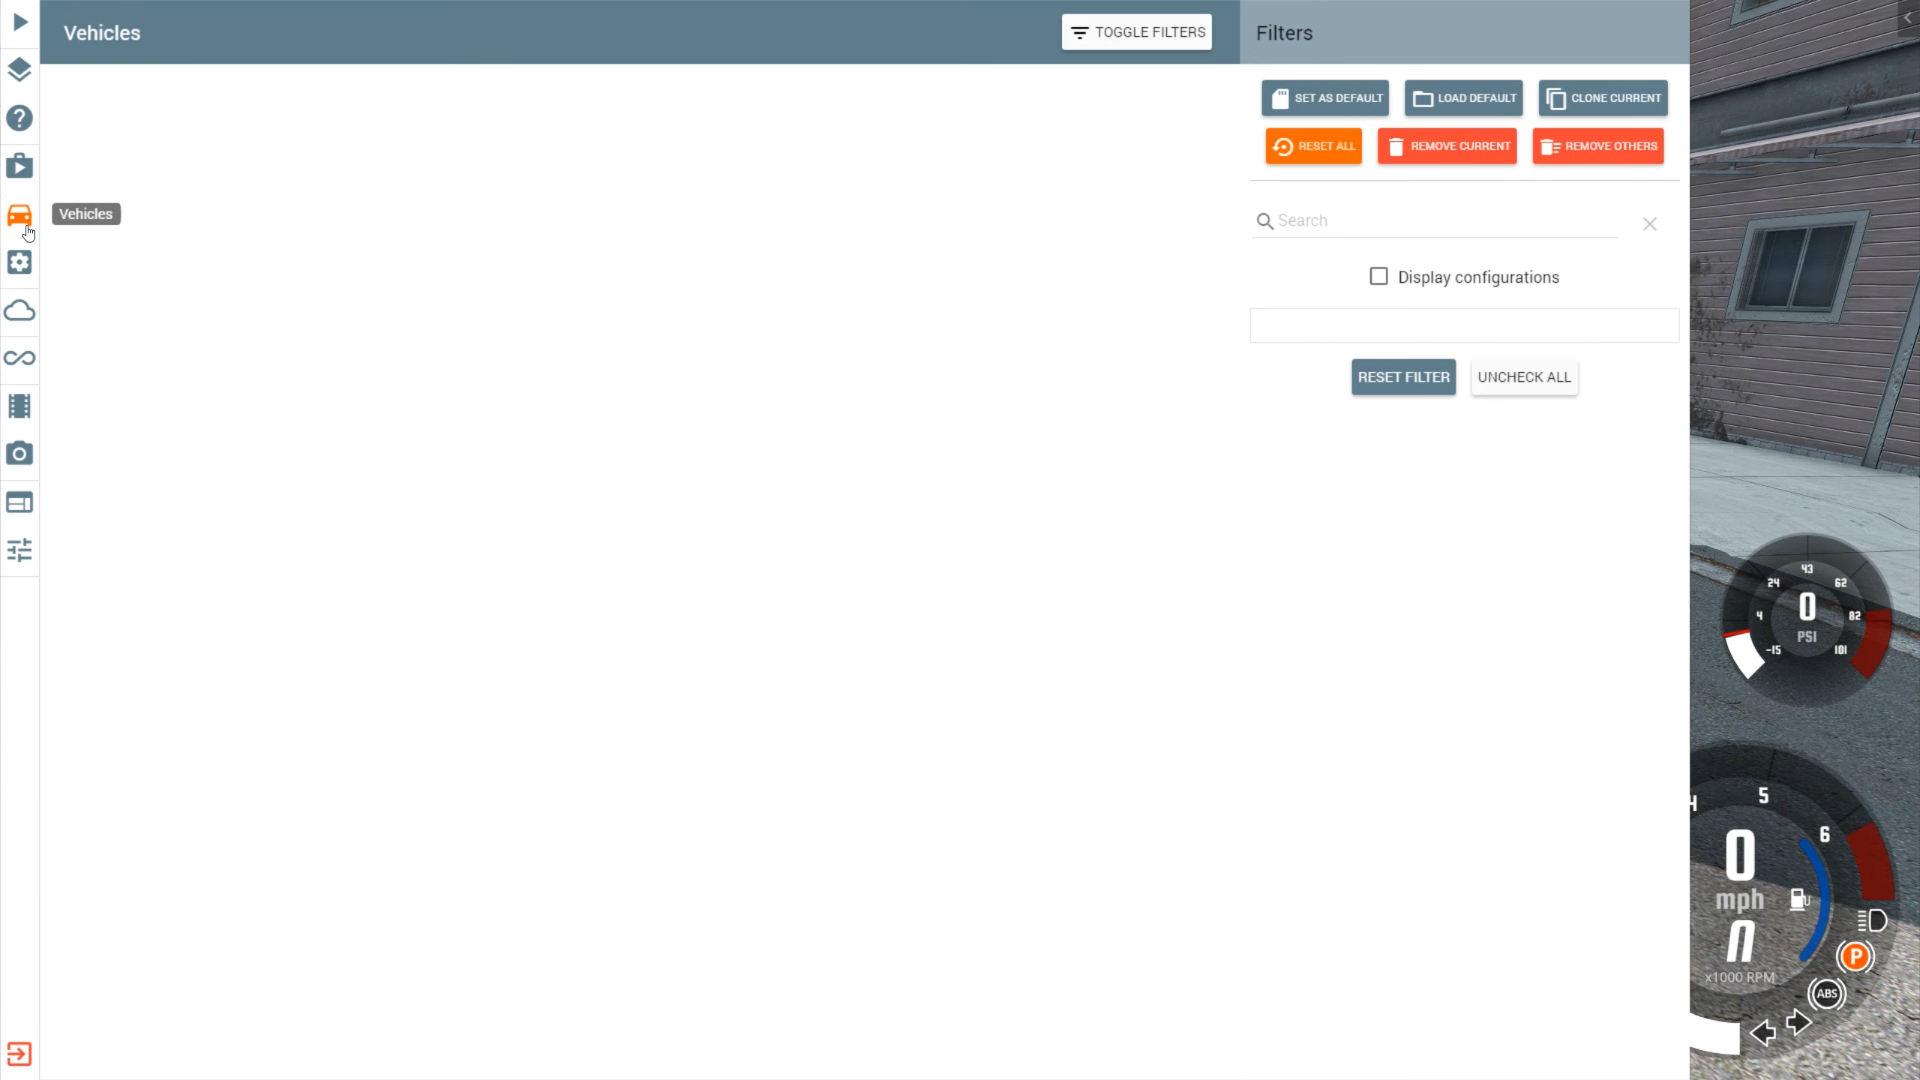 Vehicles
TOGGLE FILTERS
Filters
SET AS DEFAULT
LOAD DEFAULT
CLONE CURRENT
RESET ALL
REMOVE CURRENT
REMOVE OTHERS
Vehicles
Search
Display configurations
RESET FILTER
UNCHECK ALL
43
24
62
0
4
82
PSI
-15
101
5
4
6
0
mph
n
x1000 RPM
P
ABS